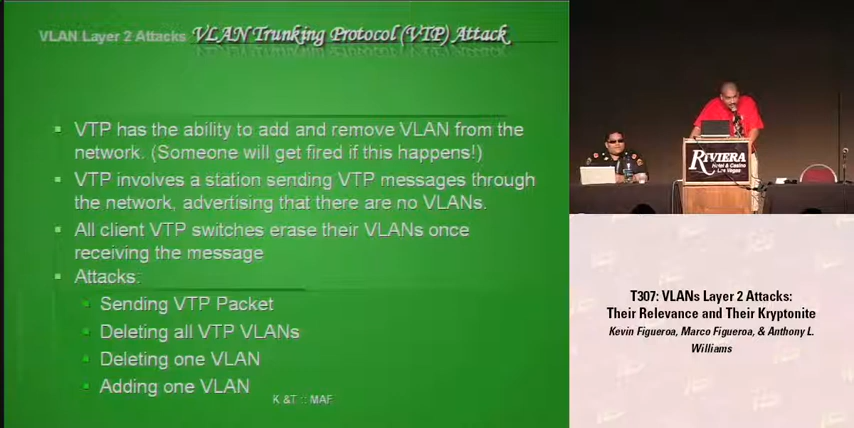 VLAN Layer 2 Attacks VLAN Trunking Protocol (VTP) Attack
VTP has the ability to add and remove VLAN from the
network. (Someone will get fired if this happens!)
VTP involves a station sending VTP messages through
the network, advertising that there are no VLANs.
All client VTP switches erase their VLANs once
receiving the message
Attacks:
Sending VTP Packet
Deleting all VTP VLANs
Deleting one VLAN
Adding one VLAN
K &T :: MAF
RIVIERA
Hotel & Casino
Las Vegas
T307: VLANs Layer 2 Attacks:
Their Relevance and Their Kryptonite
Kevin Figueroa, Marco Figueroa, & Anthony L.
Williams